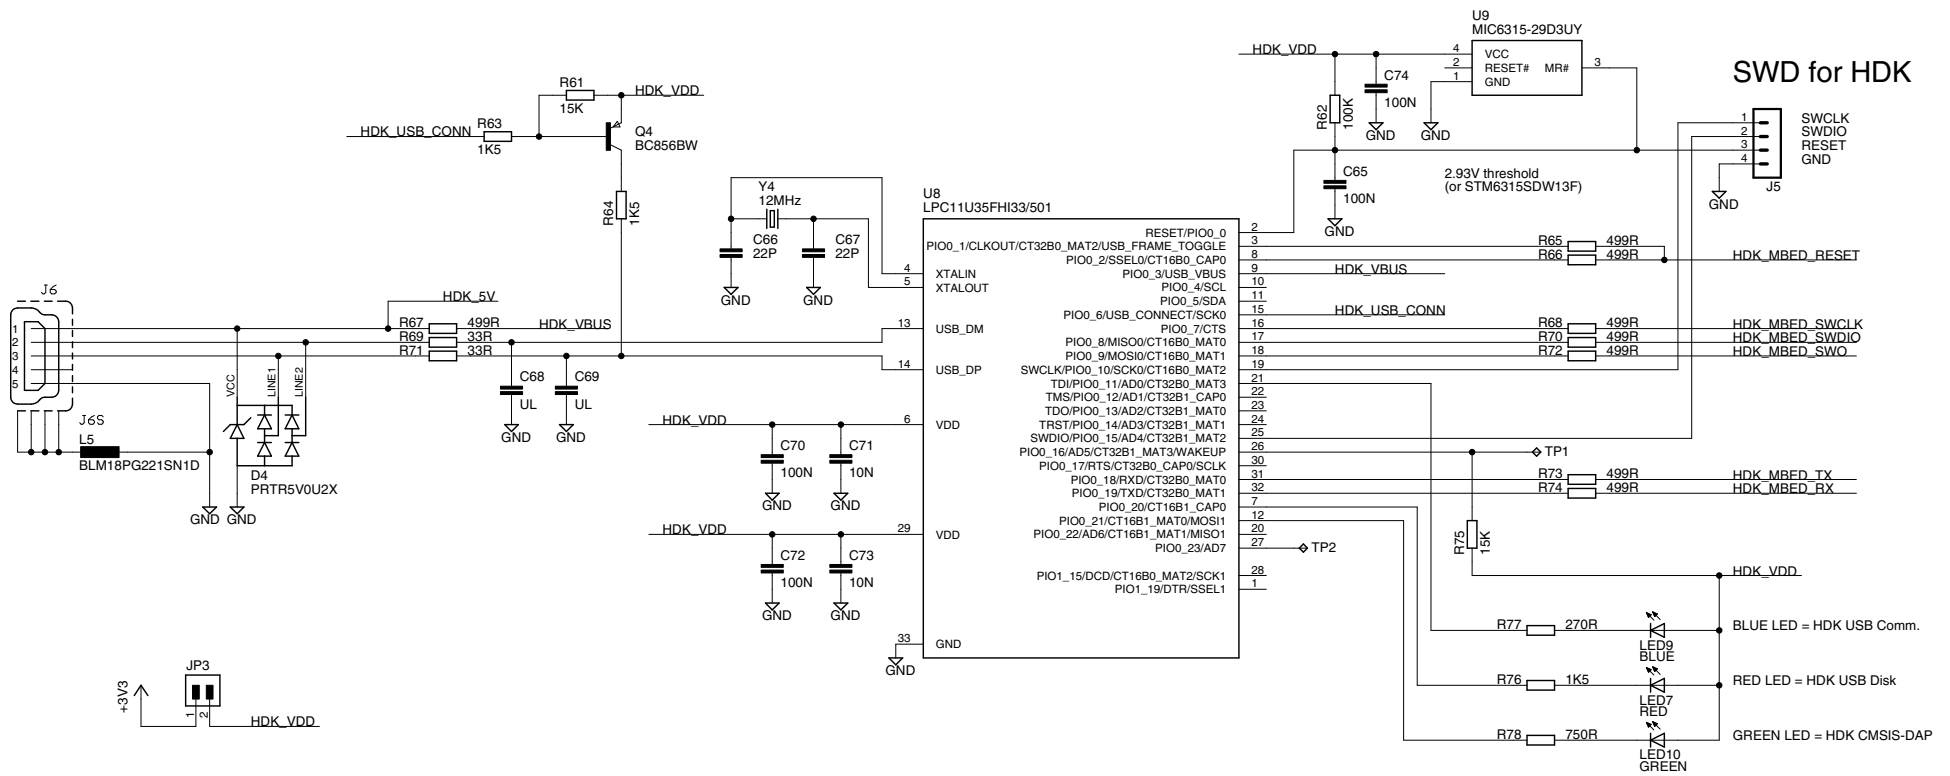 U9
MIC6315-29D3UY
HDK_VDD
4
VCC
2
RESET#
MR#
3
1
GND
SWD for HDK
C74
100N
R62
100K
GND
GND
R61
15K
HDK_VDD
HDK_USB_CONN
R63
1K5
Q4
BC856BW
R64
1K5
1
SWCLK
2
SWDIO
3
RESET
4
GND
J5
GND
C65
100N
GND
2.93V threshold
(or STM6315SDW13F)
Y4
12MHz
C66
22P
C67
22P
GND
GND
U8
LPC11U35FHI33/501
4
XTALIN
5
XTALOUT
13
USB_DM
14
USB_DP
6
VDD
29
VDD
33
GND
GND
RESET/PIO0_0
2
PIO0_1/CLKOUT/CT32B0_MAT2/USB_FRAME_TOGGLE
3
PIO0_2/SSEL0/CT16B0_CAP0
8
PIO0_3/USB_VBUS
9
PIO0_4/SCL
10
PIO0_5/SDA
11
PIO0_6/USB_CONNECT/SCK0
15
PIO0_7/CTS
16
PIO0_8/MISO0/CT16B0_MAT0
17
PIO0_9/MOSI0/CT16B0_MAT1
18
SWCLK/PIO0_10/SCK0/CT16B0_MAT2
19
TDI/PIO0_11/AD0/CT32B0_MAT3
21
TMS/PIO0_12/AD1/CT32B1_CAP0
22
TDO/PIO0_13/AD2/CT32B1_MAT0
23
TRST/PIO0_14/AD3/CT32B1_MAT1
24
SWDIO/PIO0_15/AD4/CT32B1_MAT2
25
PIO0_16/AD5/CT32B1_MAT3/WAKEUP
26
PIO0_17/RTS/CT32B0_CAP0/SCLK
30
PIO0_18/RXD/CT32B0_MAT0
31
PIO0_19/TXD/CT32B0_MAT1
32
PIO0_20/CT16B1_CAP0
7
PIO0_21/CT16B1_MAT0/MOSI1
12
PIO0_22/AD6/CT16B1_MAT1/MISO1
20
PIO0_23/AD7
27
PIO1_15/DCD/CT16B0_MAT2/SCK1
28
PIO1_19/DTR/SSEL1
1
R65
499R
R66
499R
HDK_MBED_RESET
HDK_VBUS
HDK_USB_CONN
R68
499R
HDK_MBED_SWCLK
R70
499R
HDK_MBED_SWDIO
R72
499R
HDK_MBED_SWO
TP1
R73
499R
HDK_MBED_TX
R74
499R
HDK_MBED_RX
TP2
R75
15K
HDK_VDD
R77
270R
LED9
BLUE
BLUE LED = HDK USB Comm.
R76
1K5
LED7
RED
RED LED = HDK USB Disk
R78
750R
LED10
GREEN
GREEN LED = HDK CMSIS-DAP
J6
1
2
3
4
5
J6S
L5
BLM18PG221SN1D
GND
HDK_5V
R67
499R
HDK_VBUS
R69
33R
R71
33R
VCC
LINE1
LINE2
D4
PRTR5V0U2X
GND
C68
UL
C69
UL
GND
GND
HDK_VDD
C70
100N
C71
10N
GND
GND
HDK_VDD
C72
100N
C73
10N
GND
GND
+3V3
JP3
1
2
HDK_VDD